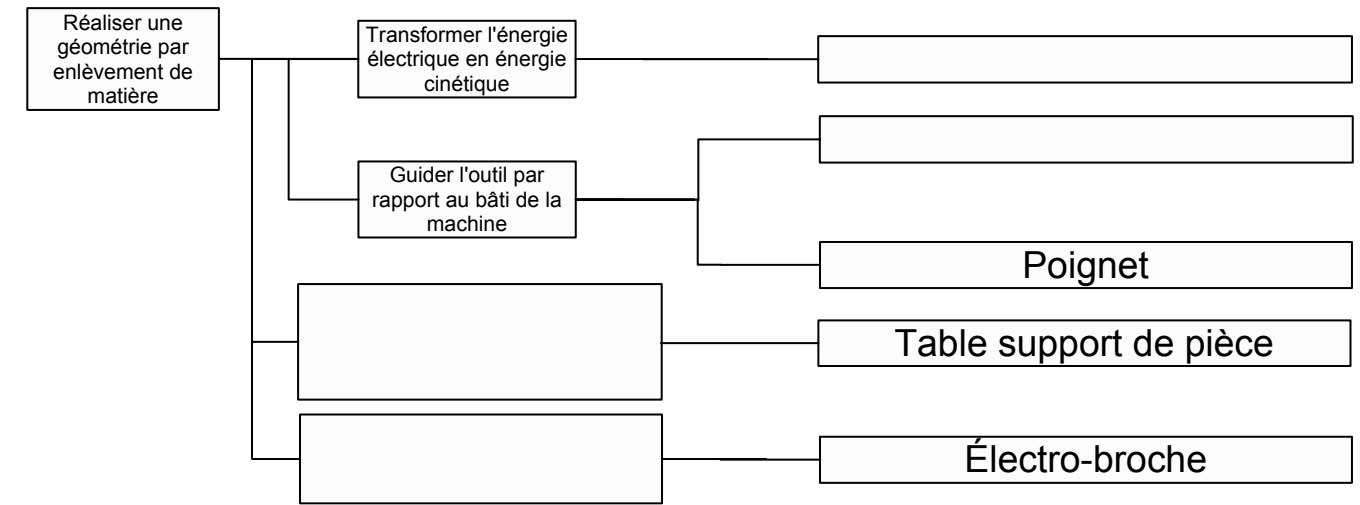 Réaliser une
géométrie par
enlèvement de
matière
Transformer l'énergie
électrique en énergie
cinétique
Guider l'outil par
rapport au bâti de la
machine
Poignet
Table support de pièce
Électro-broche